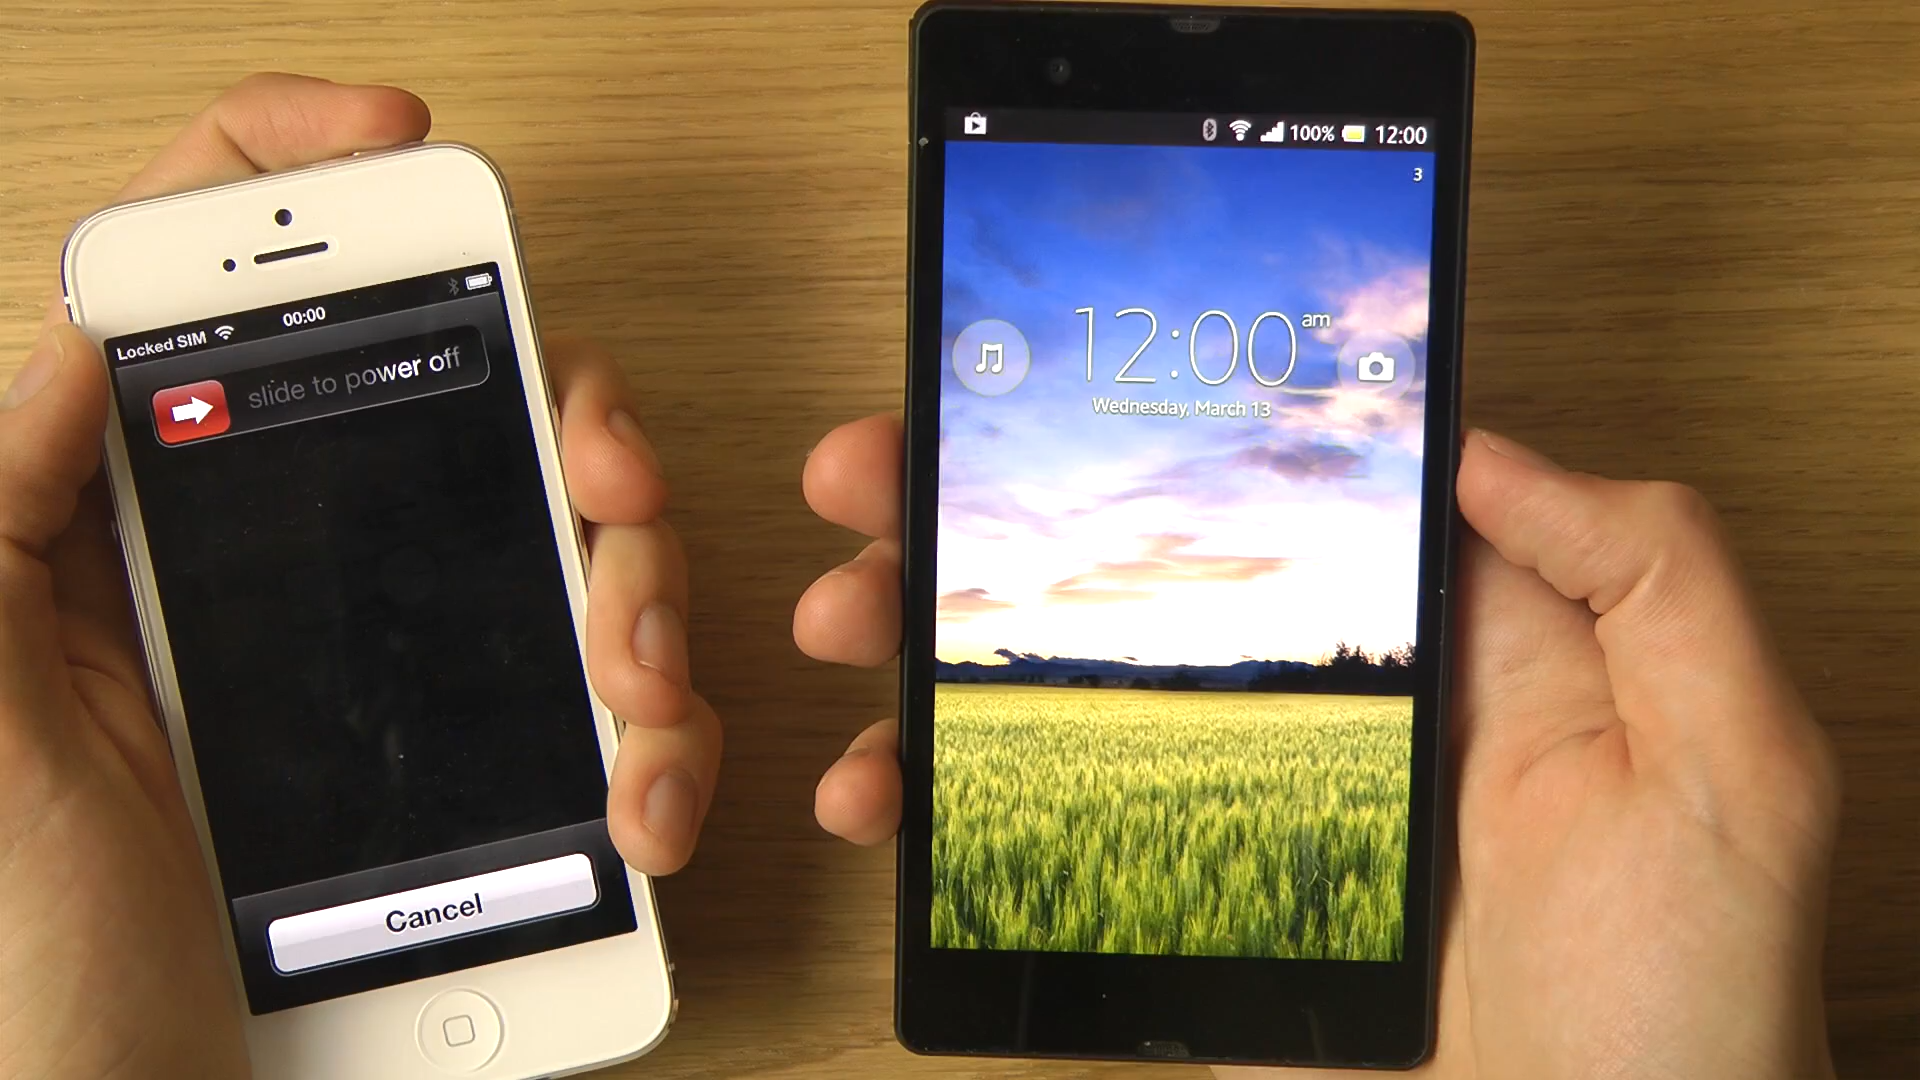 Locked SIM 00:00
slide to power off
Cancel
100% 12:00
3
12:00 am
Wednesday, March 13